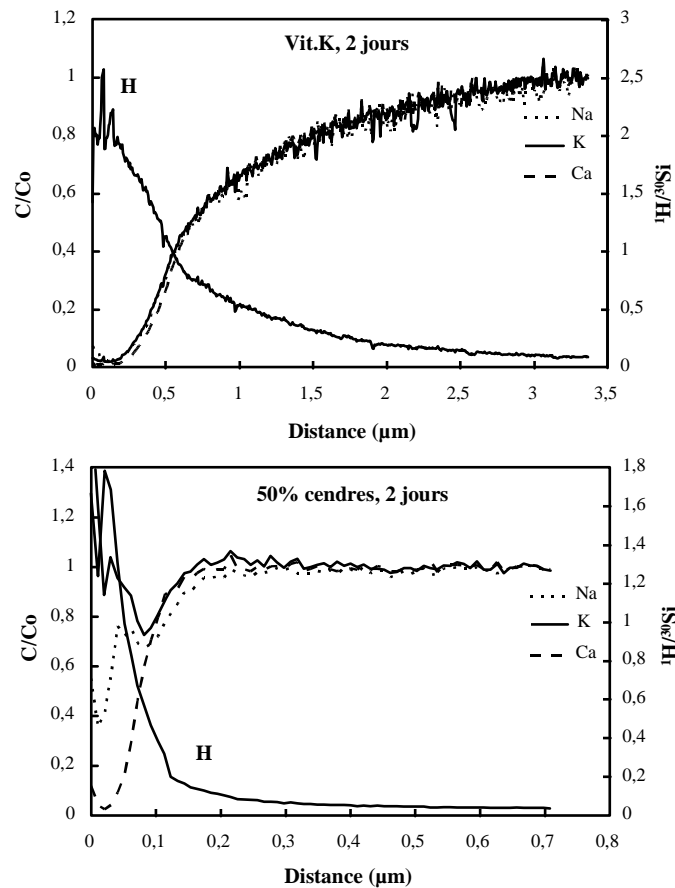 Vit.K, 2 jours
H
C/Co
1,2
1
0,8
0,6
0,4
0,2
0
3
2,5
2
1,5
1
0,5
0
1H/30Si
Na
K
Ca
0 0,5 1 1,5 2 2,5 3 3,5
Distance (µm)
50% cendres, 2 jours
H
C/Co
1,4
1,2
1
0,8
0,6
0,4
0,2
0
1,8
1,6
1,4
1,2
1
0,8
0,6
0,4
0,2
0
1H/30Si
Na
K
Ca
0 0,1 0,2 0,3 0,4 0,5 0,6 0,7 0,8
Distance (µm)